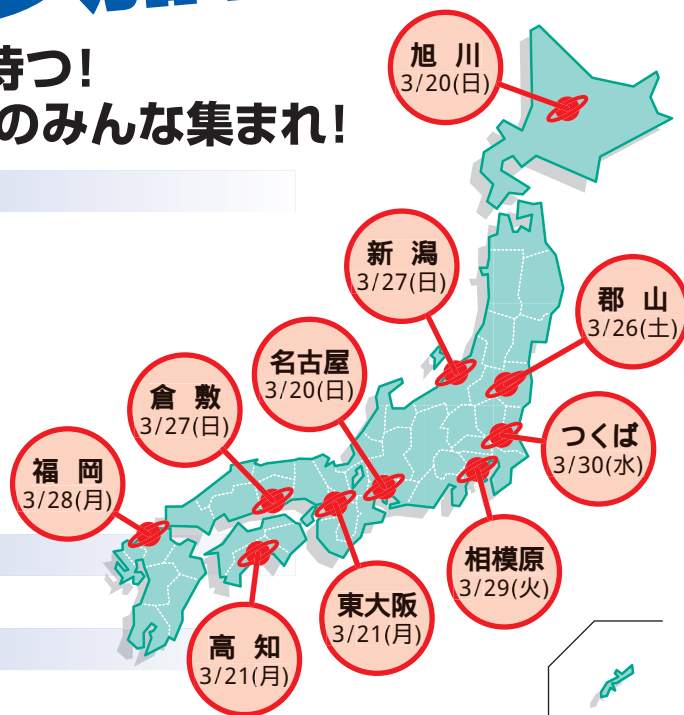 待つ!
のみんな集まれ!
旭 川
3/20(日)
新 潟
3/27(日)
郡 山
3/26(土)
名古屋
3/20(日)
倉 敷
3/27(日)
つくば
3/30(水)
福 岡
3/28(月)
相模原
3/29(火)
東大阪
3/21(月)
高 知
3/21(月)